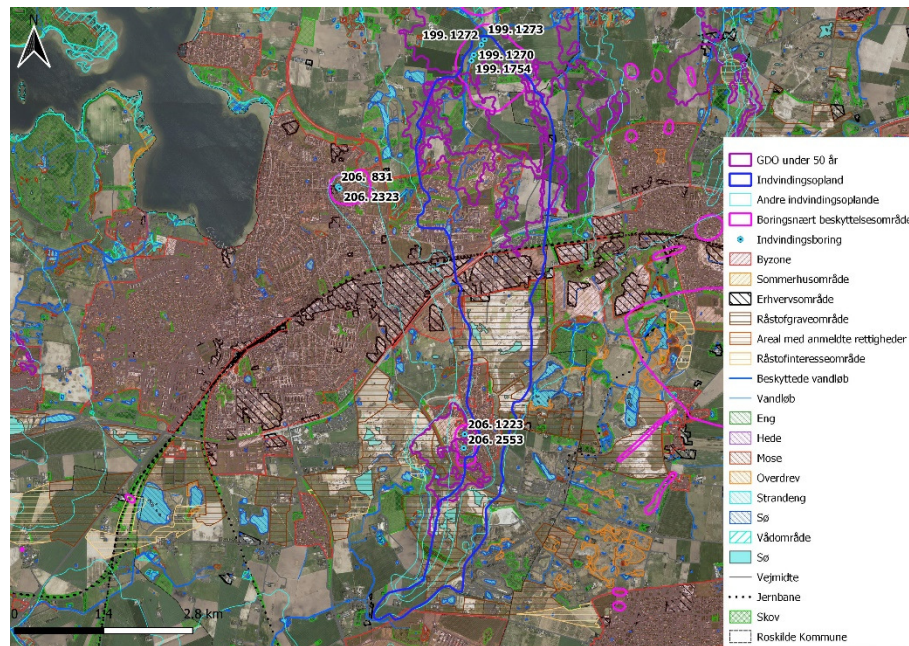 N
199. 1273
199. 1272
199. 1270
199. 1754
206. 831
206. 2323
206. 1223
206. 2553
0 1.4 2.8 km
GDO under 50 år
Indvindingsopland
Andre indvindingsoplande
Boringsnært beskyttelsesområde
Indvindingsboring
Byzone
Sommerhusområde
Erhvervsområde
Råstofgraveområde
Areal med anmeldte rettigheder
Råstofinteresseområde
Beskyttede vandløb
Vandløb
Eng
Hede
Mose
Overdrev
Strandeng
Sø
Vådområde
Sø
Vejmidte
Jernbane
Skov
Roskilde Kommune